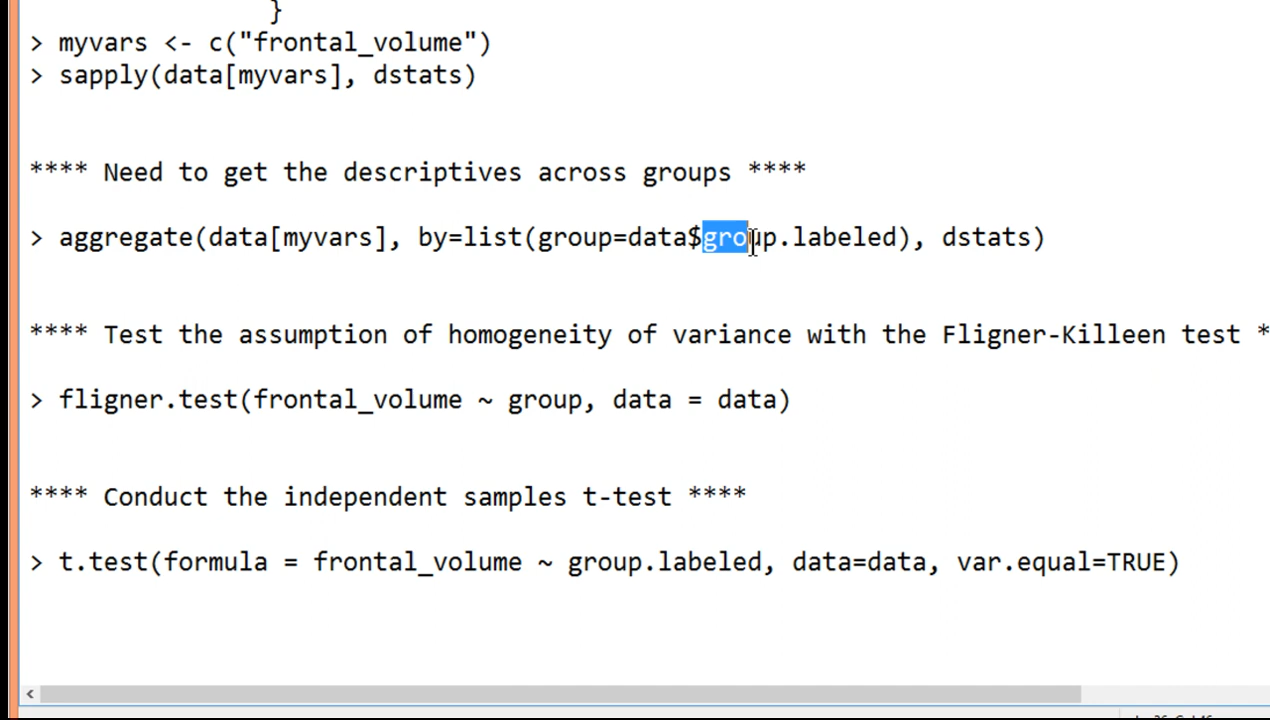 }
> myvars <- c("frontal_volume")
> sapply(data[myvars], dstats)
**** Need to get the descriptives across groups ****
> aggregate(data[myvars], by=list(group=data$group.labeled), dstats)
**** Test the assumption of homogeneity of variance with the Fligner-Killeen test *
> fligner.test(frontal_volume ~ group, data = data)
**** Conduct the independent samples t-test ****
> t.test(formula = frontal_volume ~ group.labeled, data=data, var.equal=TRUE)